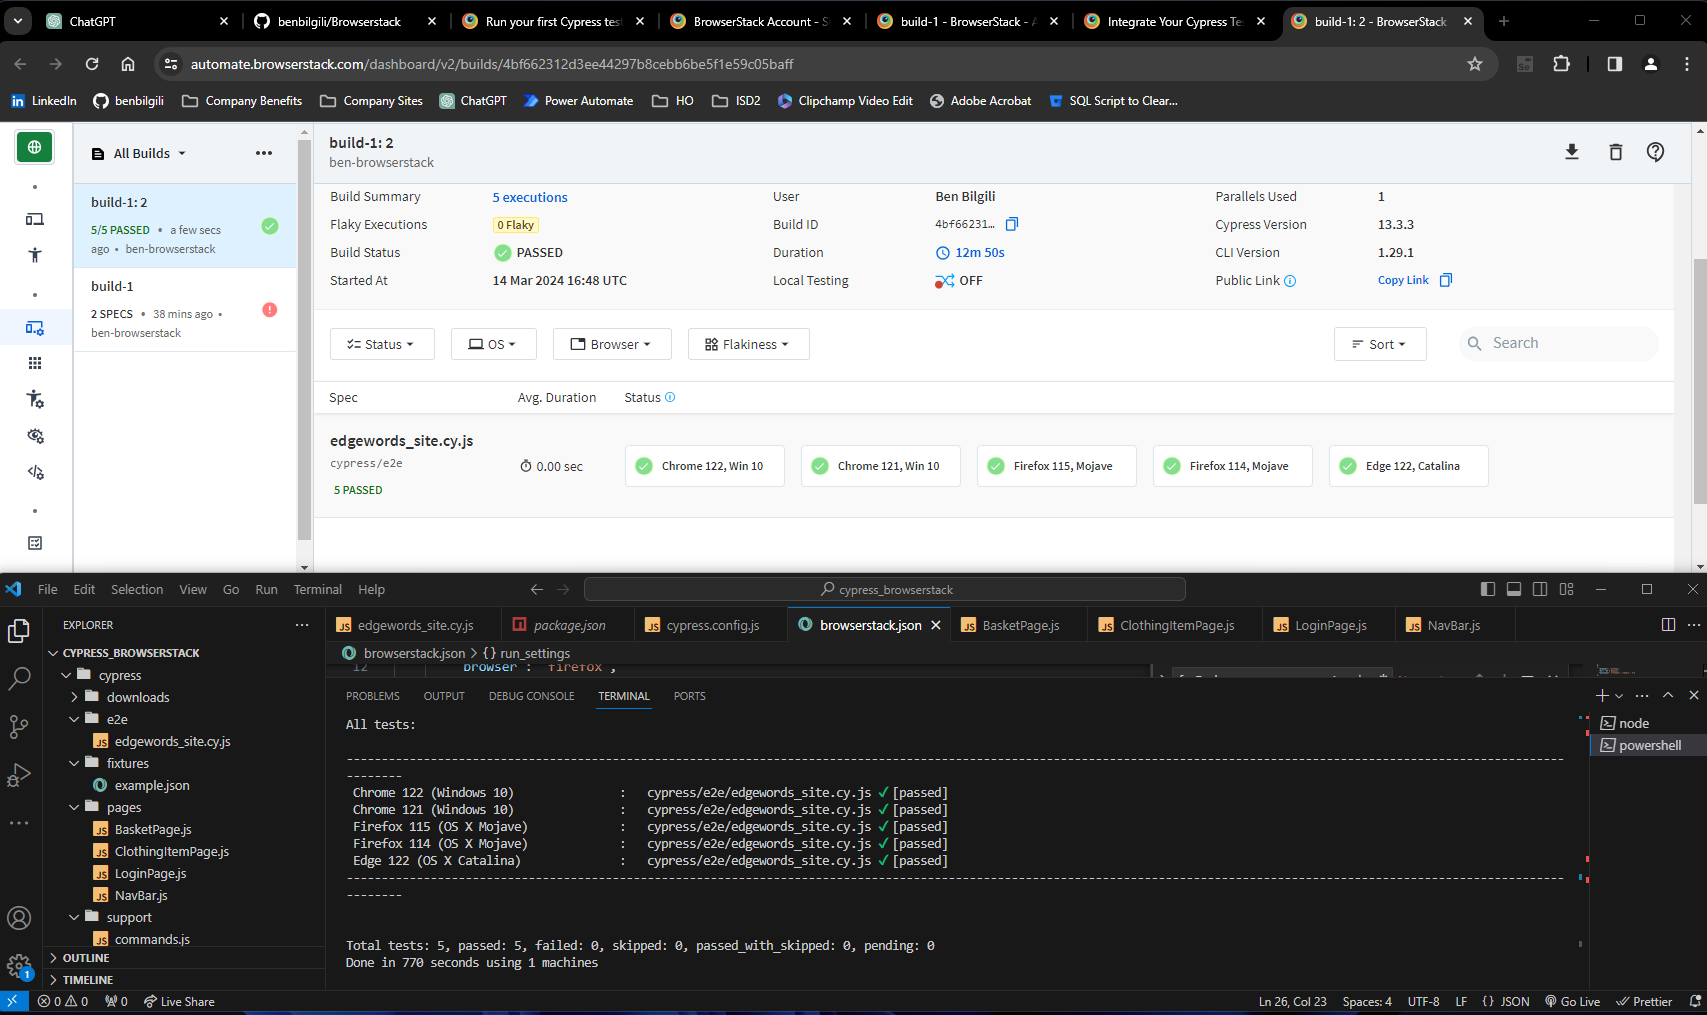 ChatGPT
benbilgili/Browserstack
Run your first Cypress test
BrowserStack Account - S
build-1 - BrowserStack - A
Integrate Your Cypress Te
build-1: 2 - BrowserStack
automate.browserstack.com/dashboard/v2/builds/4bf662312d3ee44297b8cebb6be5f1e59c05baff
LinkedIn
benbilgili
Company Benefits
Company Sites
ChatGPT
Power Automate
HO
ISD2
Clipchamp Video Edit
Adobe Acrobat
SQL Script to Clear...
All Builds
build-1: 2
5/5 PASSED • a few secs
ago • ben-browserstack
build-1
2 SPECS • 38 mins ago •
ben-browserstack
build-1: 2
ben-browserstack
Build Summary 5 executions User Ben Bilgili Parallels Used 1
Flaky Executions 0 Flaky Build ID 4bf66231... Cypress Version 13.3.3
Build Status PASSED Duration 12m 50s CLI Version 1.29.1
Started At 14 Mar 2024 16:48 UTC Local Testing OFF Public Link Copy Link
Status OS Browser Flakiness Sort Search
Spec Avg. Duration Status
edgewords_site.cy.js
cypress/e2e
5 PASSED
0.00 sec
Chrome 122, Win 10
Chrome 121, Win 10
Firefox 115, Mojave
Firefox 114, Mojave
Edge 122, Catalina
File Edit Selection View Go Run Terminal Help
cypress_browserstack
EXPLORER
CYPRESS_BROWSERSTACK
cypress
downloads
e2e
edgewords_site.cy.js
fixtures
example.json
pages
BasketPage.js
ClothingItemPage.js
LoginPage.js
NavBar.js
support
commands.js
OUTLINE
TIMELINE
edgewords_site.cy.js package.json cypress.config.js browserstack.json BasketPage.js ClothingItemPage.js LoginPage.js NavBar.js
browserstack.json > {} run_settings
12 "browser": "firefox",
PROBLEMS OUTPUT DEBUG CONSOLE TERMINAL PORTS
All tests:
Chrome 122 (Windows 10) : cypress/e2e/edgewords_site.cy.js ✓ [passed]
Chrome 121 (Windows 10) : cypress/e2e/edgewords_site.cy.js ✓ [passed]
Firefox 115 (OS X Mojave) : cypress/e2e/edgewords_site.cy.js ✓ [passed]
Firefox 114 (OS X Mojave) : cypress/e2e/edgewords_site.cy.js ✓ [passed]
Edge 122 (OS X Catalina) : cypress/e2e/edgewords_site.cy.js ✓ [passed]
Total tests: 5, passed: 5, failed: 0, skipped: 0, passed_with_skipped: 0, pending: 0
Done in 770 seconds using 1 machines
node
powershell
1
0 0 0 Live Share
Ln 26, Col 23 Spaces: 4 UTF-8 LF {} JSON Go Live Prettier